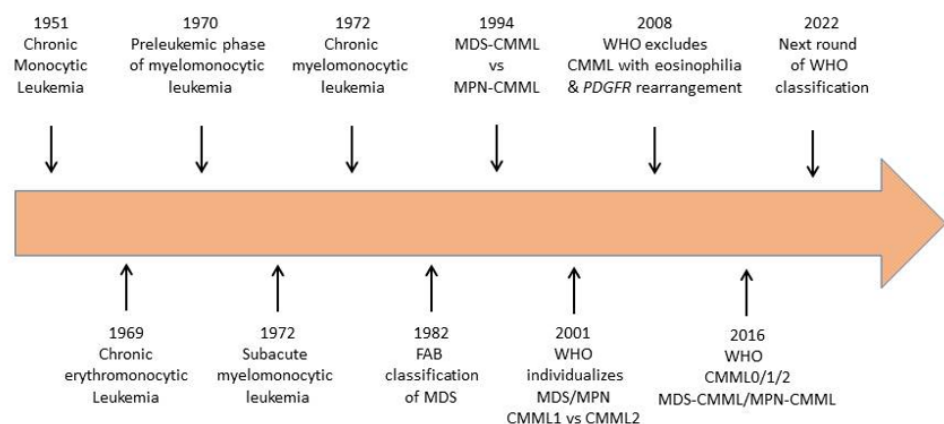 1951
Chronic
Monocytic
Leukemia
1970
Preleukemic phase
of myelomonocytic
leukemia
1972
Chronic
myelomonocytic
leukemia
1994
MDS-CMML
vs
MPN-CMML
2008
WHO excludes
CMML with eosinophilia
& PDGFR rearrangement
2022
Next round
of WHO
classification
1969
Chronic
erythromonocytic
Leukemia
1972
Subacute
myelomonocytic
leukemia
1982
FAB
classification
of MDS
2001
WHO
individualizes
MDS/MPN
CMML1 vs CMML2
2016
WHO
CMML0/1/2
MDS-CMML/MPN-CMML